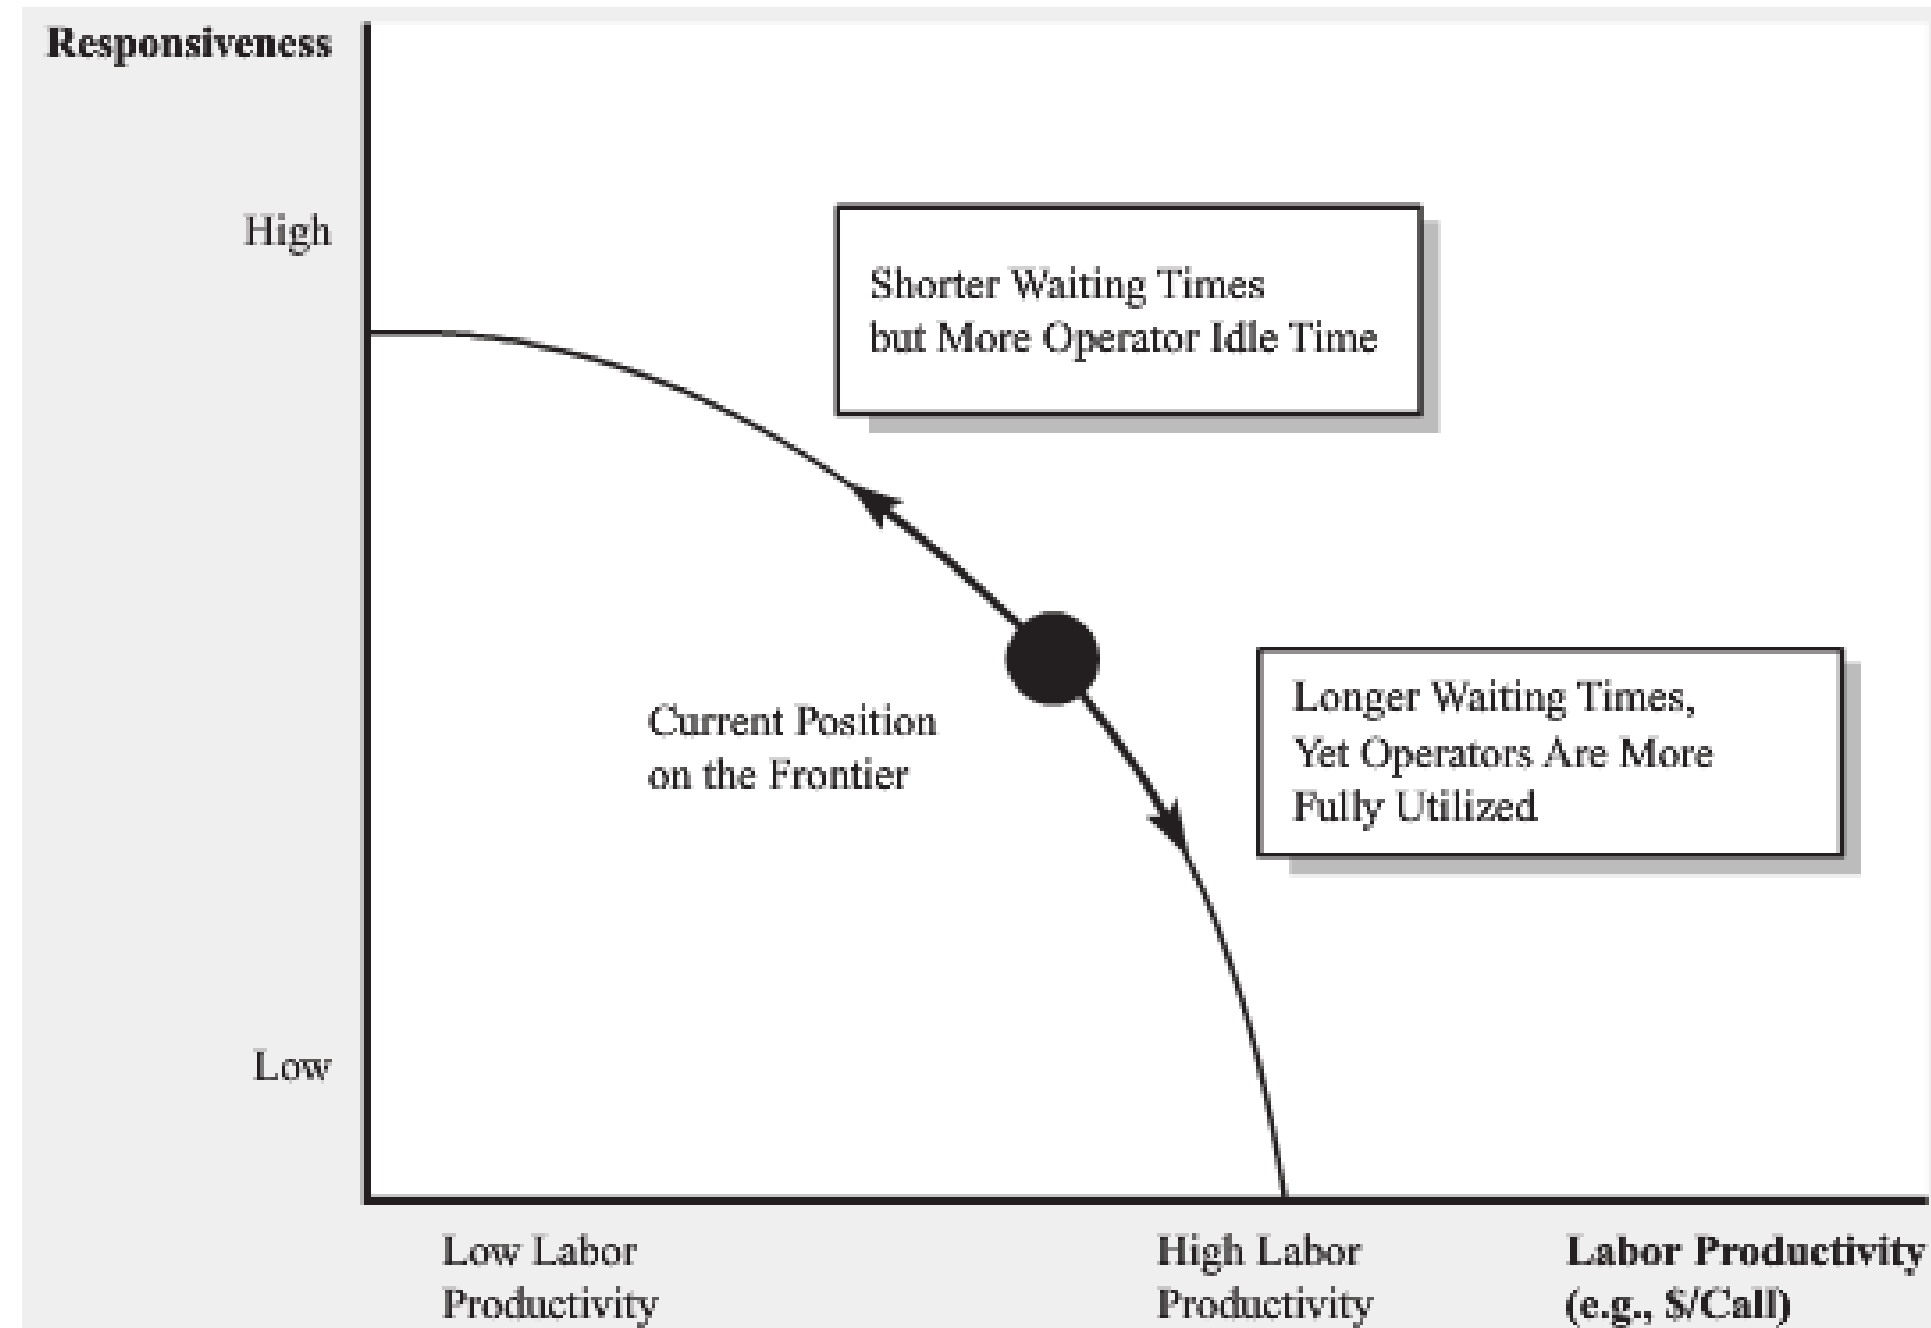 Responsiveness
High
Shorter Waiting Times
but More Operator Idle Time
Current Position
on the Frontier
Longer Waiting Times,
Yet Operators Are More
Fully Utilized
Low
Low Labor
Productivity
High Labor
Productivity
Labor Productivity
(e.g., $/Call)